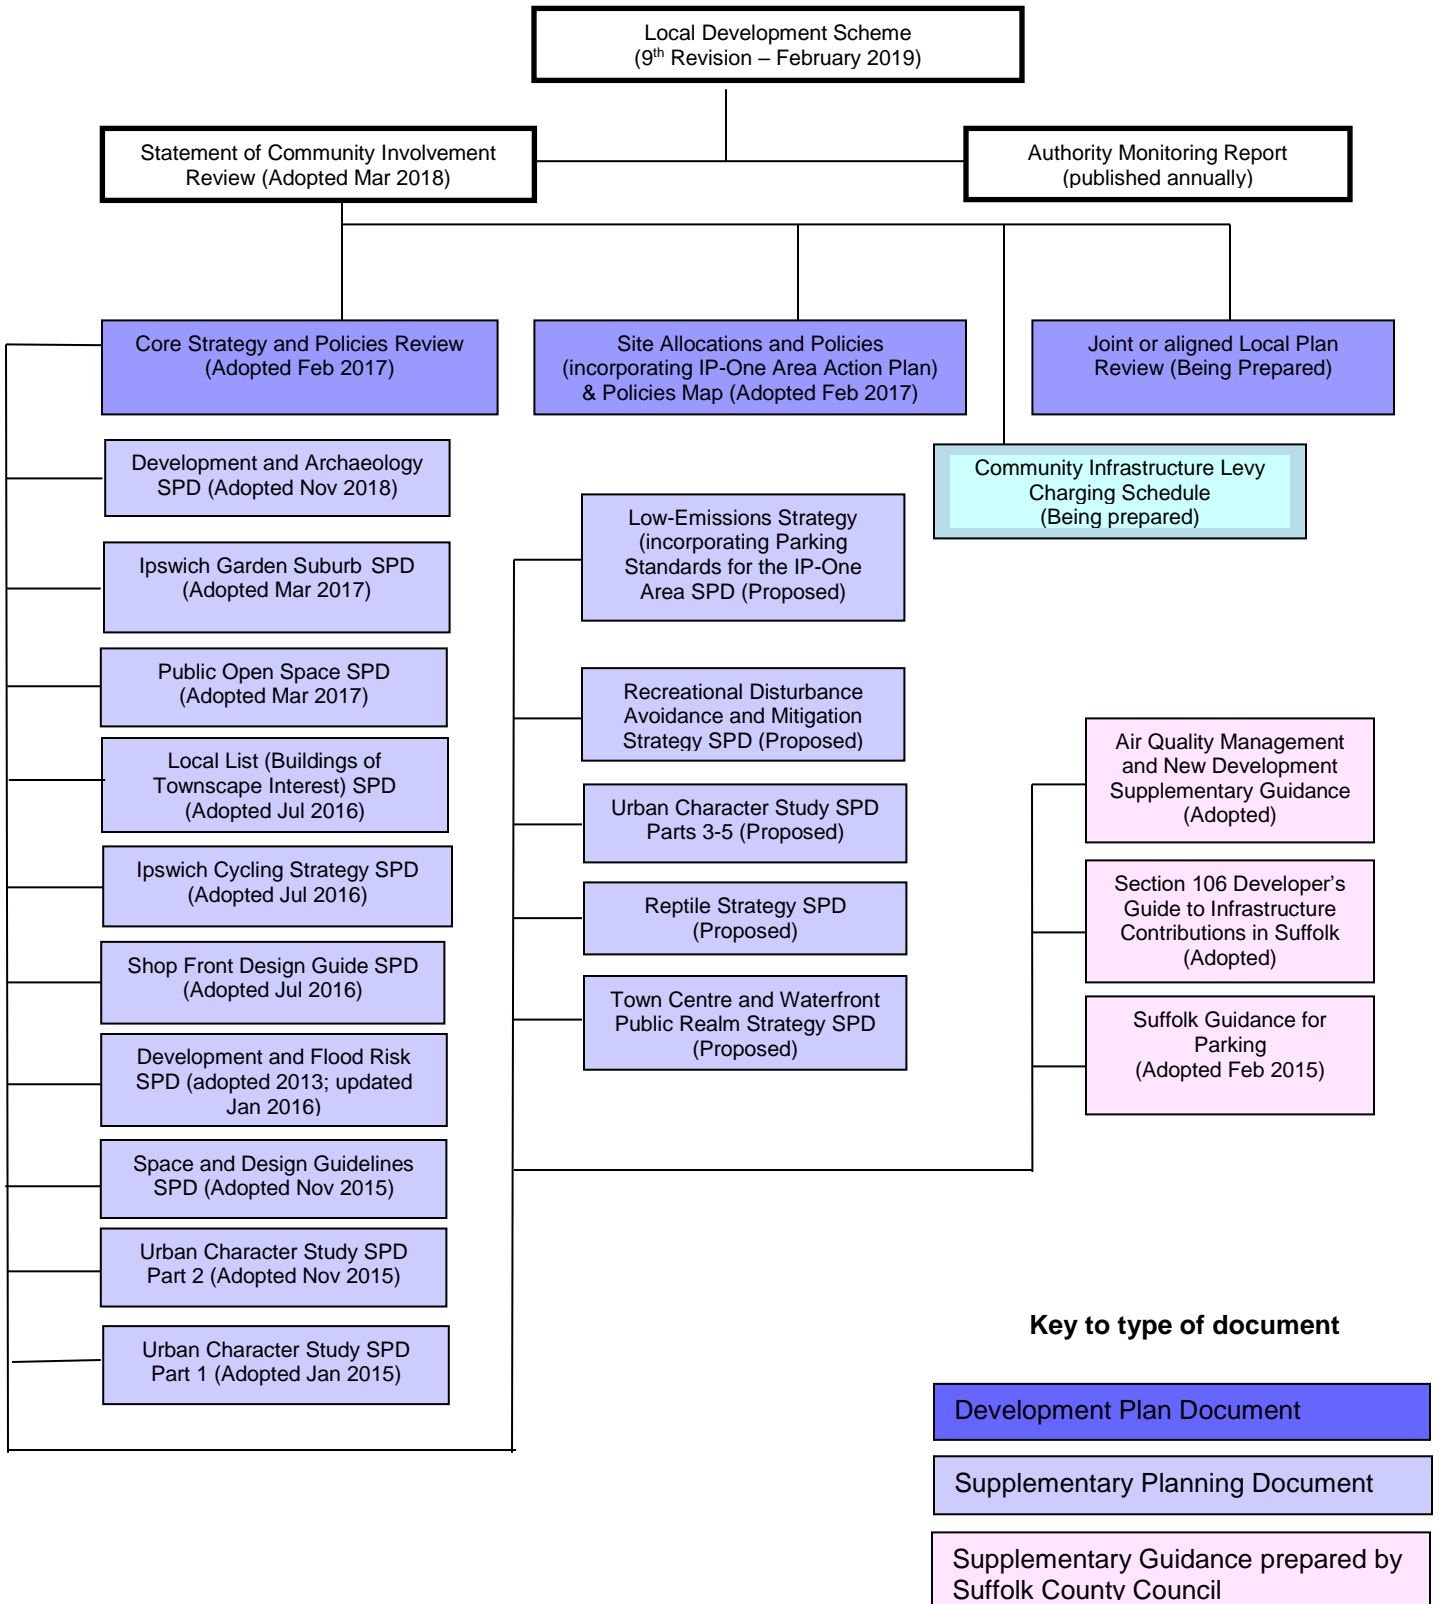 Local Development Scheme
(9th Revision – February 2019)
Statement of Community Involvement
Review (Adopted Mar 2018)
Authority Monitoring Report
(published annually)
Core Strategy and Policies Review
(Adopted Feb 2017)
Site Allocations and Policies
(incorporating IP-One Area Action Plan)
& Policies Map (Adopted Feb 2017)
Joint or aligned Local Plan
Review (Being Prepared)
Community Infrastructure Levy
Charging Schedule
(Being prepared)
Development and Archaeology
SPD (Adopted Nov 2018)
Ipswich Garden Suburb SPD
(Adopted Mar 2017)
Public Open Space SPD
(Adopted Mar 2017)
Local List (Buildings of
Townscape Interest) SPD
(Adopted Jul 2016)
Ipswich Cycling Strategy SPD
(Adopted Jul 2016)
Shop Front Design Guide SPD
(Adopted Jul 2016)
Development and Flood Risk
SPD (adopted 2013; updated
Jan 2016)
Space and Design Guidelines
SPD (Adopted Nov 2015)
Urban Character Study SPD
Part 2 (Adopted Nov 2015)
Urban Character Study SPD
Part 1 (Adopted Jan 2015)
Low-Emissions Strategy
(incorporating Parking
Standards for the IP-One
Area SPD (Proposed)
Recreational Disturbance
Avoidance and Mitigation
Strategy SPD (Proposed)
Urban Character Study SPD
Parts 3-5 (Proposed)
Reptile Strategy SPD
(Proposed)
Town Centre and Waterfront
Public Realm Strategy SPD
(Proposed)
Air Quality Management
and New Development
Supplementary Guidance
(Adopted)
Section 106 Developer’s
Guide to Infrastructure
Contributions in Suffolk
(Adopted)
Suffolk Guidance for
Parking
(Adopted Feb 2015)
Key to type of document
Development Plan Document
Supplementary Planning Document
Supplementary Guidance prepared by
Suffolk County Council